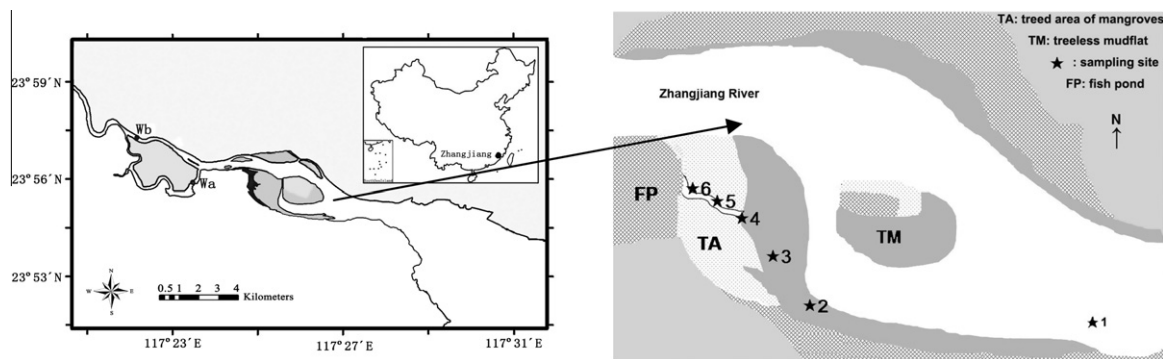 23°59′N
23°56′N
23°53′N
Wb
Wa
Zhangjiang
N
W
E
S
0.5 1 2 3 4
Kilometers
117°23′
117°27′E
117°31′E
TA: treed area of mangroves
TM: treeless mudflat
★ : sampling site
FP: fish pond
N
Zhangjiang River
FP
6
5
4
TA
3
TM
2
1